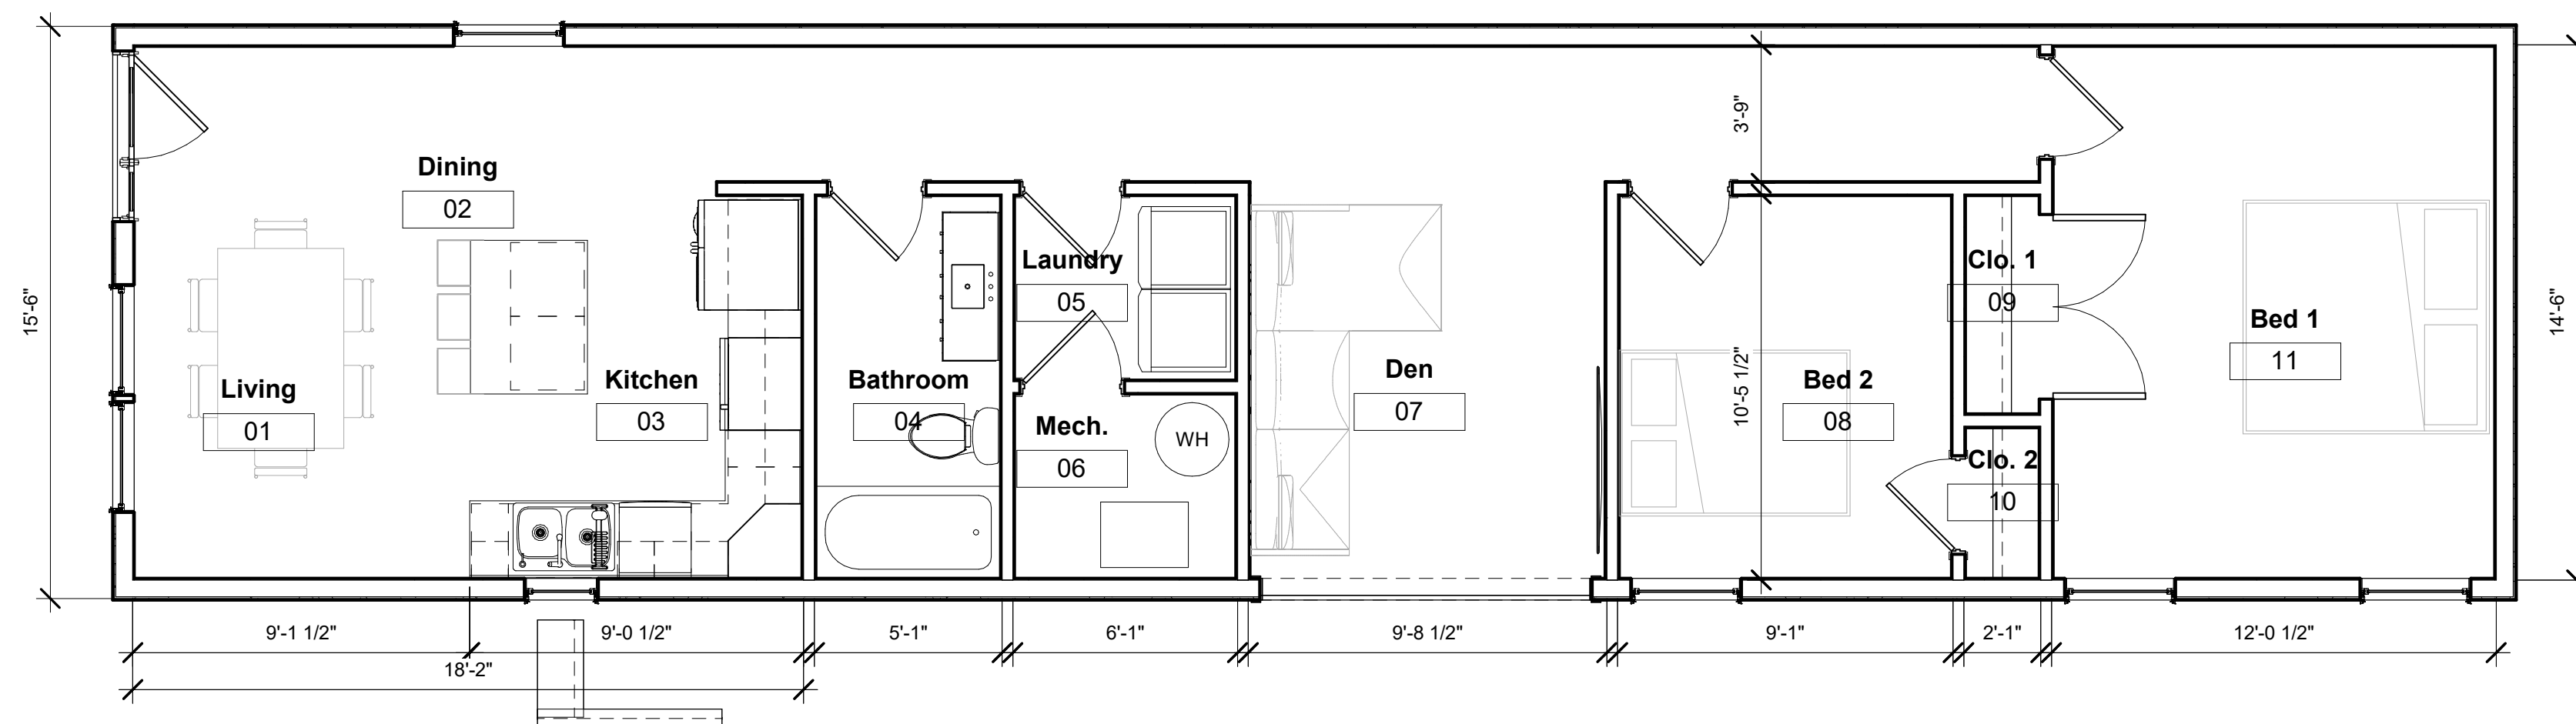 3'-9"
Dining
02
Laundry
05
Clo. 1
09
15'-6"
14'-6"
Bed 1
11
Living
01
Kitchen
03
Bathroom
04
Den
07
10'-5 1/2"
Bed 2
08
Mech.
06
WH
Clo. 2
10
9'-1 1/2"
9'-0 1/2"
5'-1"
6'-1"
9'-8 1/2"
9'-1"
2'-1"
12'-0 1/2"
18'-2"